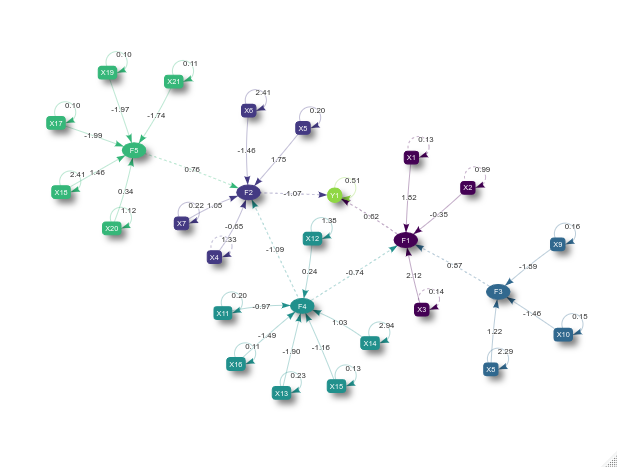 0.10
X19
0.11
X21
2.41
X6
0.10
X17
-1.97
-1.74
0.20
X5
-1.99
F5
-1.46
1.75
0.13
X1
2.41
1.46
X18
0.76
0.34
F2
-1.07
0.51
Y1
0.99
X2
1.82
1.12
X20
0.22
1.05
X7
-0.65
0.62
-0.35
1.33
X4
1.35
X12
F1
0.16
X9
-1.09
0.24
-0.74
0.87
-1.59
2.12
0.20
X11
-0.97
F4
0.14
X3
F3
-1.49
1.03
2.94
X14
-1.46
0.15
X10
0.11
X16
-1.90
-1.16
1.22
2.29
X8
0.23
X13
0.13
X15